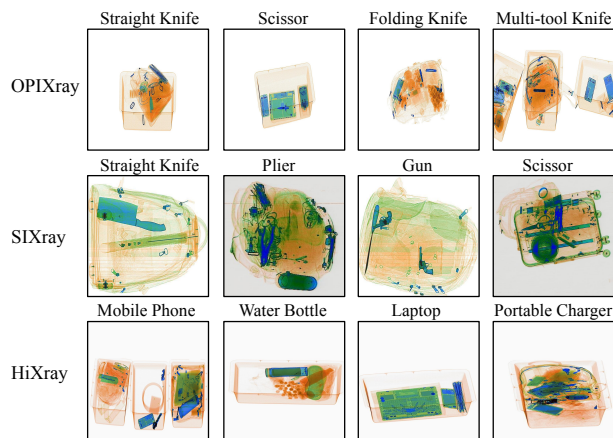 Straight Knife Scissor Folding Knife Multi-tool Knife
OPIXray
Straight Knife Plier Gun Scissor
SIXray
Mobile Phone Water Bottle Laptop Portable Charger
HiXray